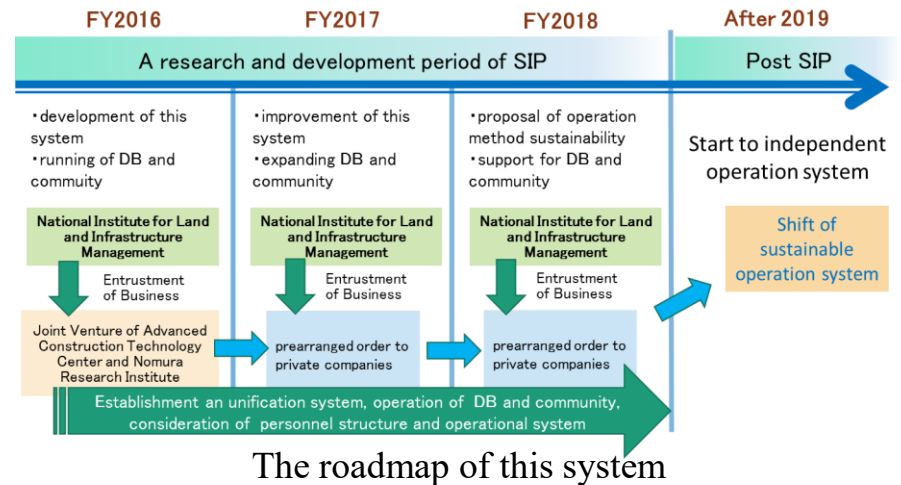 FY2016
FY2017
FY2018
After 2019
A research and development period of SIP
Post SIP
・development of this
system
・running of DB and
commuity
・improvement of this
system
・expanding DB and
community
・proposal of operation
method sustainability
・support for DB and
community
Start to independent
operation system
National Institute for Land
and Infrastructure
Management
National Institute for Land
and Infrastructure
Management
National Institute for Land
and Infrastructure
Management
Shift of
sustainable
operation system
Entrustment
of Business
Entrustment
of Business
Entrustment
of Business
Joint Venture of Advanced
Construction Technology
Center and Nomura
Research Institute
prearranged order to
private companies
prearranged order to
private companies
Establishment an unification system, operation of DB and community,
consideration of personnel structure and operational system
The roadmap of this system